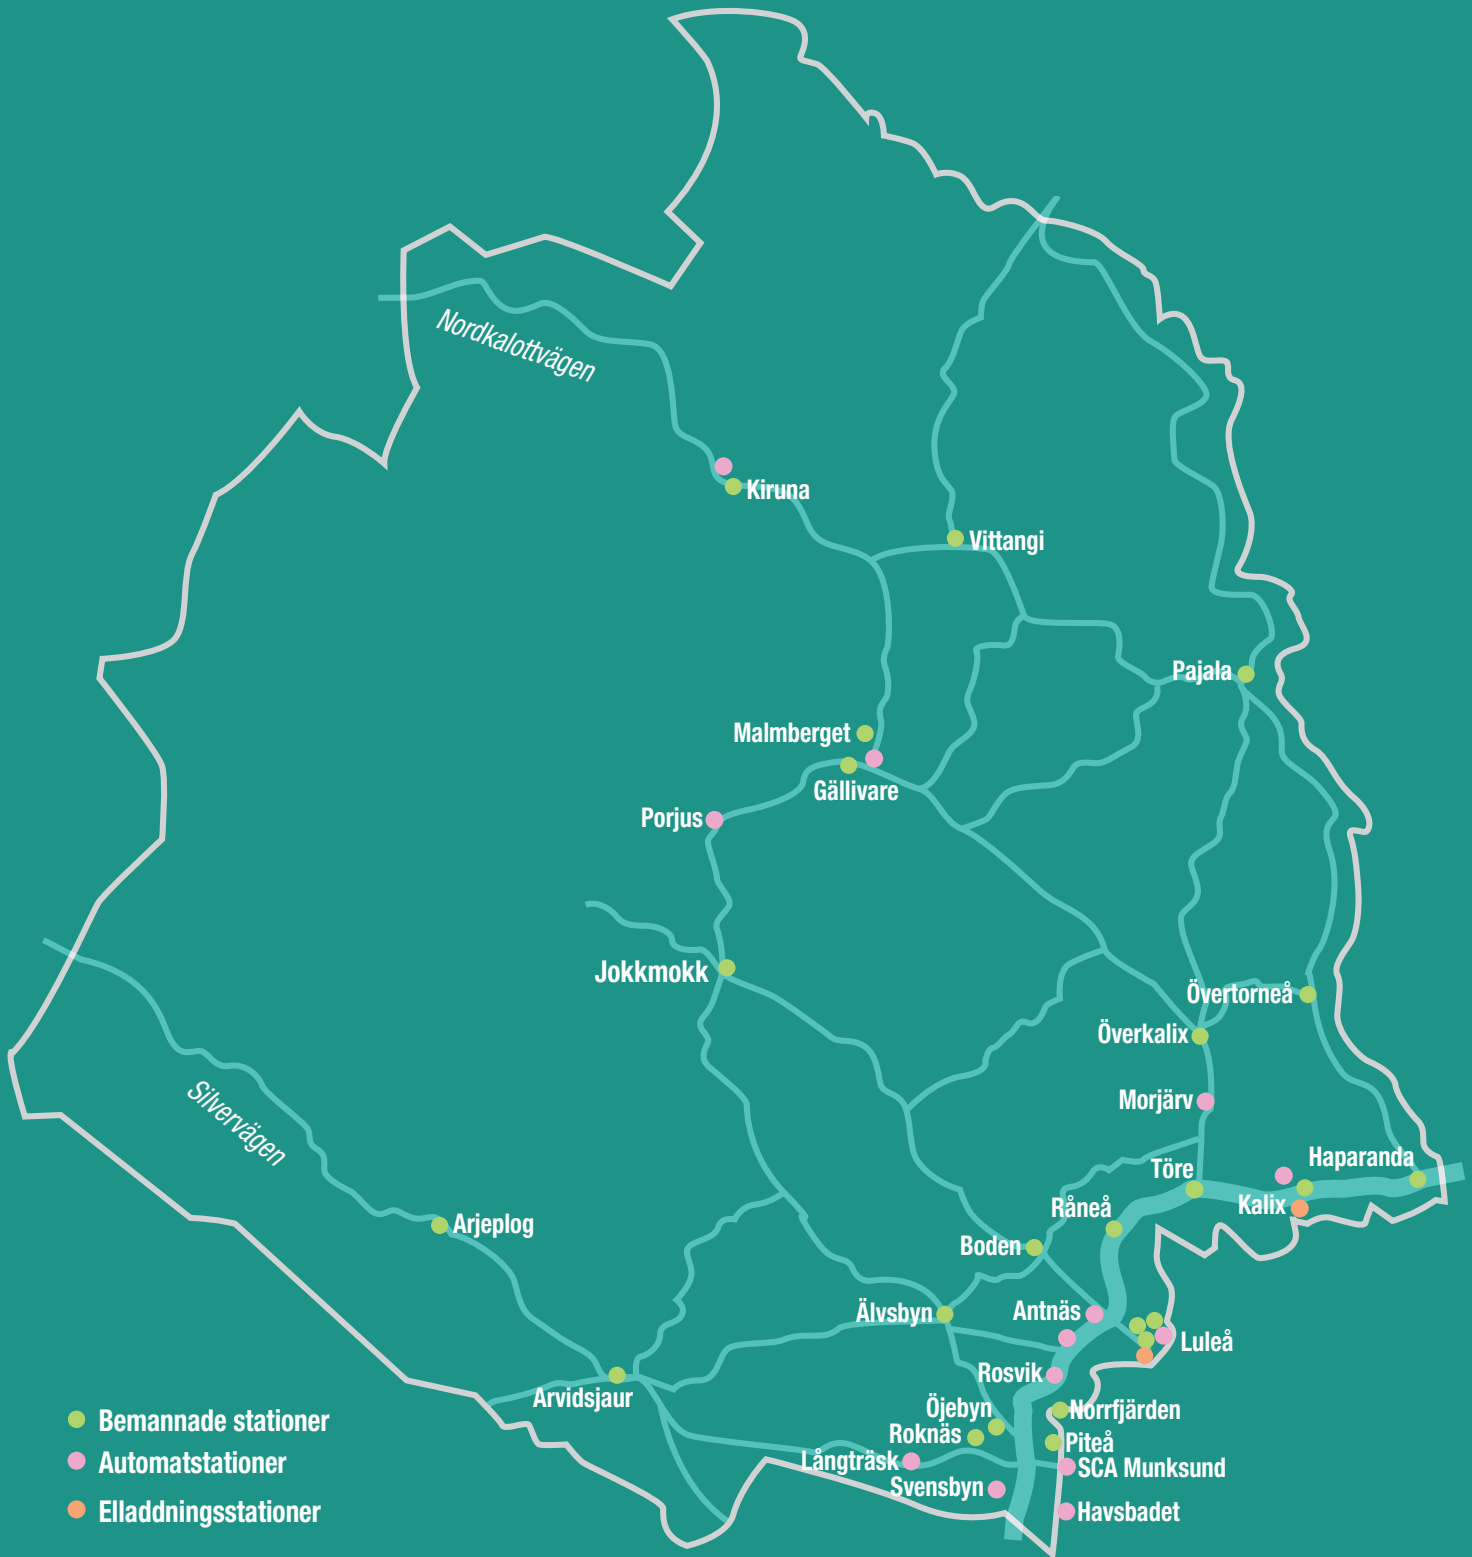 Nordkalottvägen
Kiruna
Vittangi
Pajala
Malmberget
Gällivare
Porjus
Jokkmokk
Övertorneå
Överkalix
Morjärv
Silvervägen
Haparanda
Töre
Kalix
Råneå
Arjeplog
Boden
Älvsbyn
Antnäs
Luleå
Rosvik
Arvidsjaur
Öjebyn
Norrfjärden
Roknäs
Piteå
Långträsk
SCA Munksund
Svensbyn
Havsbadet
Bemannade stationer
Automatstationer
Elladdningsstationer